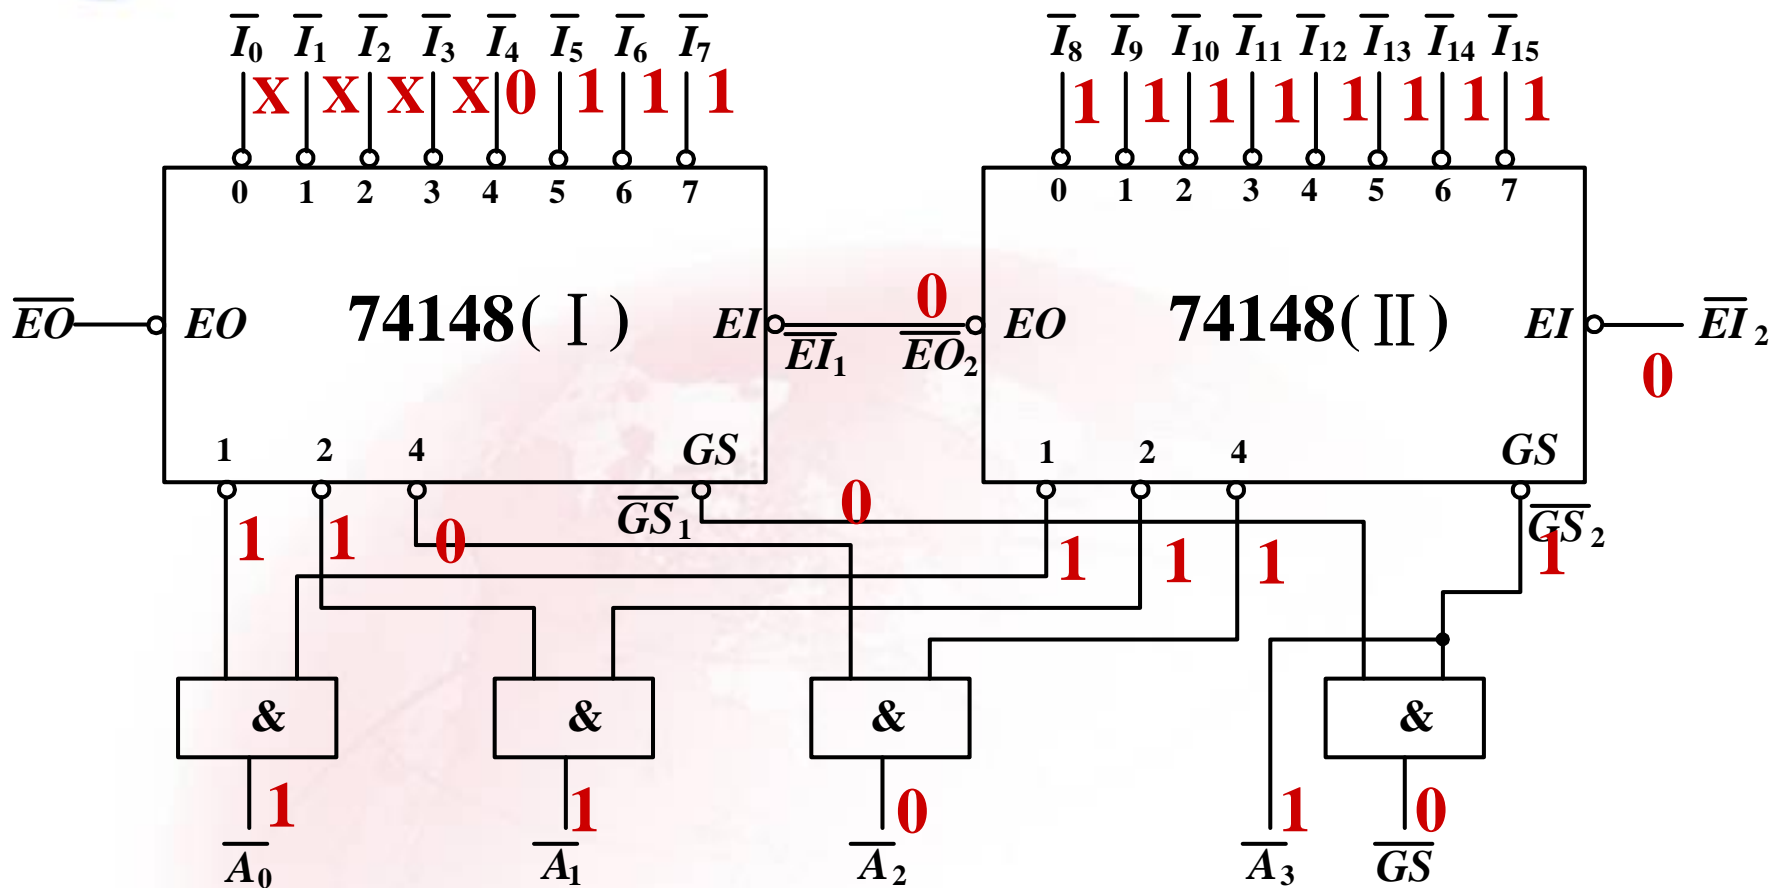 I̅0 I̅1 I̅2 I̅3 I̅4 I̅5 I̅6 I̅7 I̅8 I̅9 I̅10 I̅11 I̅12 I̅13 I̅14 I̅15
X X X X 0 1 1 1 1 1 1 1 1 1 1 1
0 1 2 3 4 5 6 7 0 1 2 3 4 5 6 7
0
E̅O̅ EO 74148(Ⅰ) EI EO 74148(Ⅱ) EI E̅I̅2
E̅I̅1 E̅O̅2 0
1 2 4 GS 1 2 4 GS
G̅S̅1 0 G̅S̅2
1 1 0 1 1 1 1
& & & &
1 1 0 1 0
A̅0 A̅1 A̅2 A̅3 G̅S̅